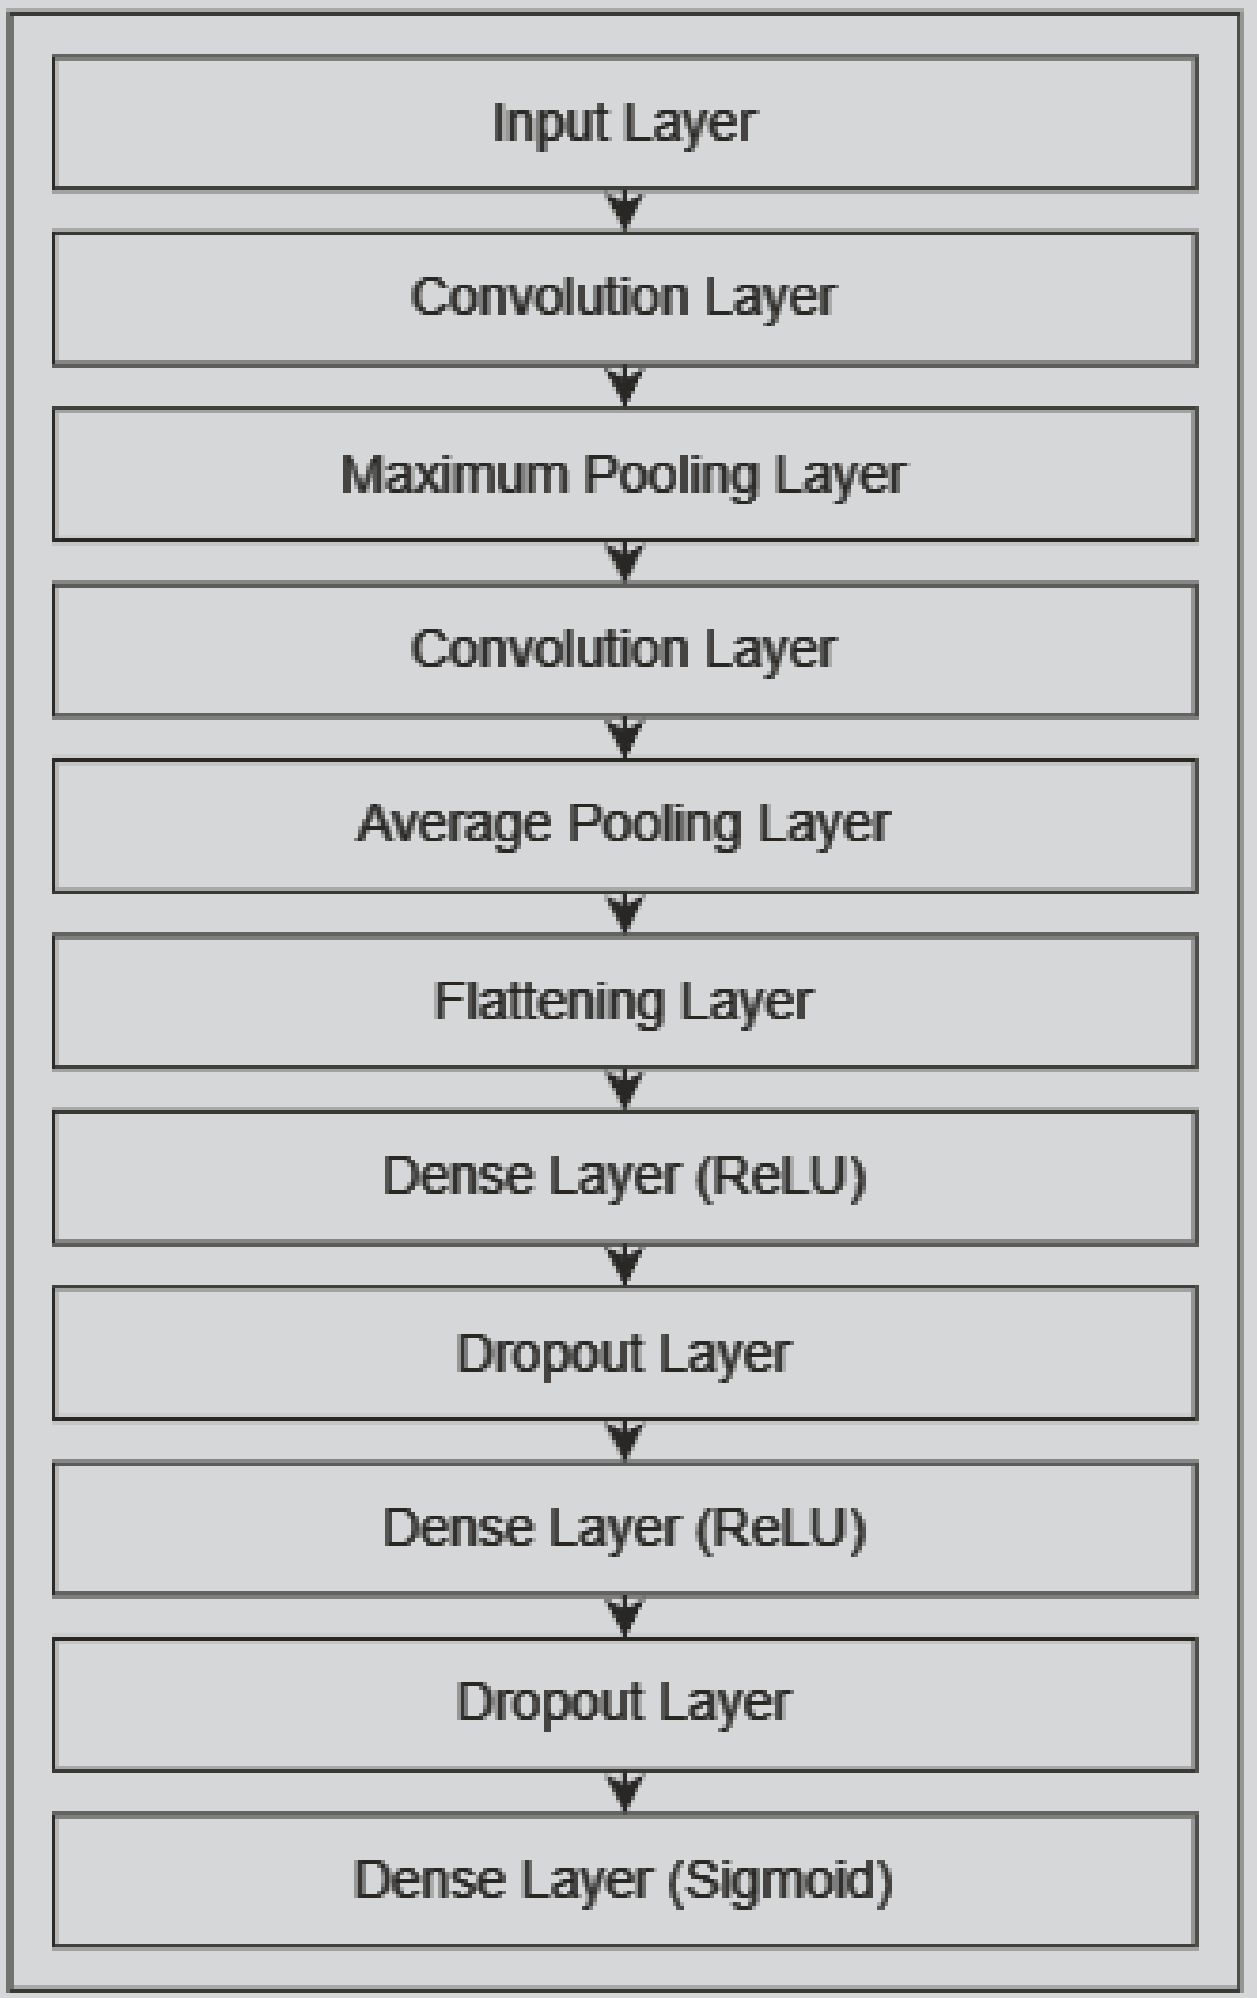 Input Layer
Convolution Layer
Maximum Pooling Layer
Convolution Layer
Average Pooling Layer
Flattening Layer
Dense Layer (ReLU)
Dropout Layer
Dense Layer (ReLU)
Dropout Layer
Dense Layer (Sigmoid)